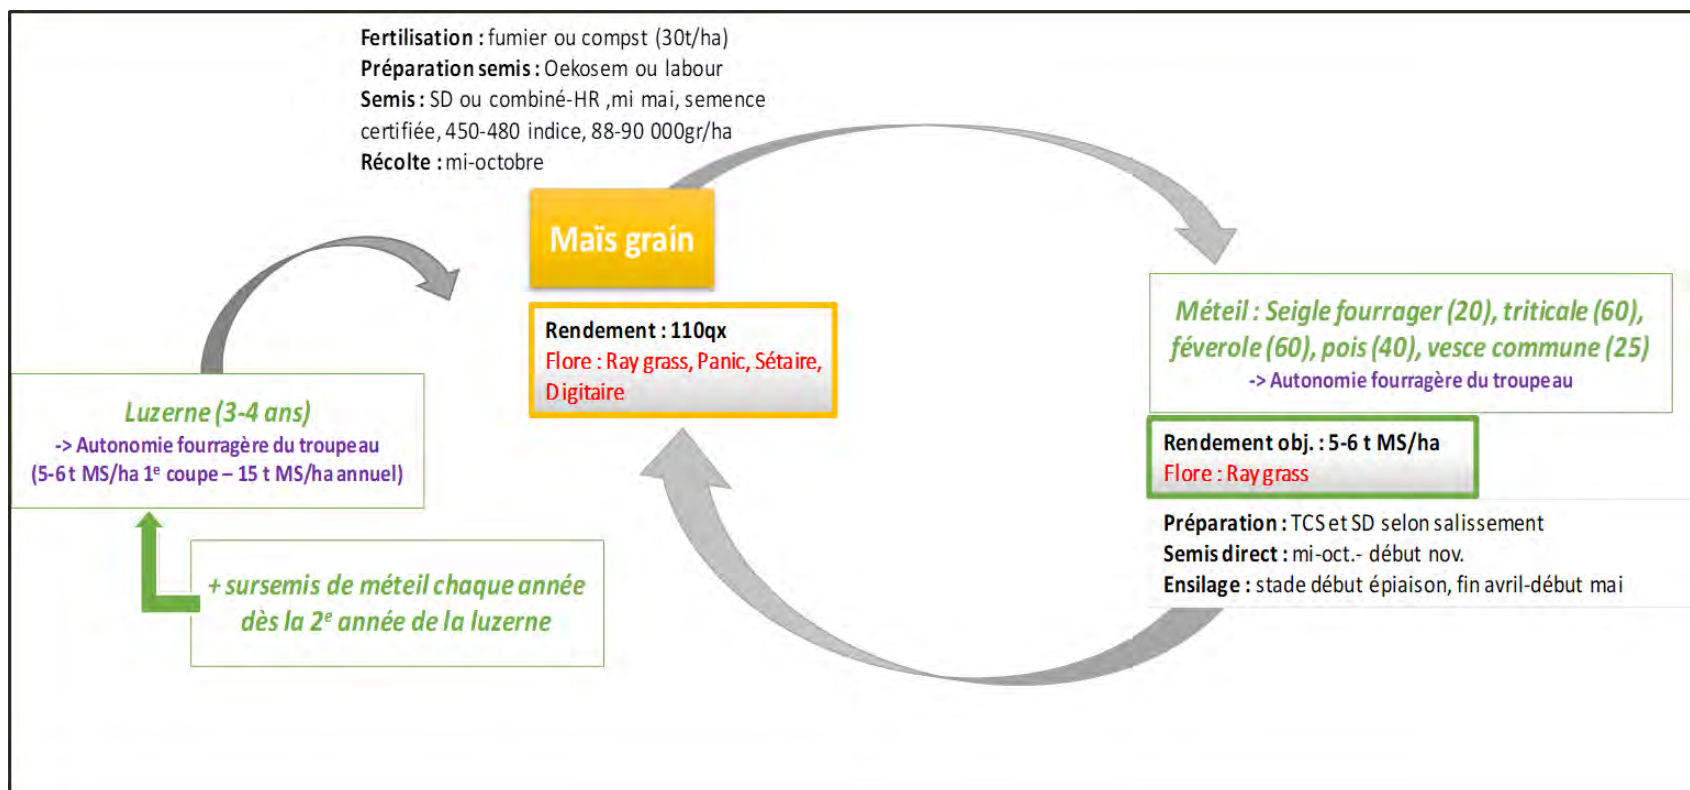 Fertilisation : fumier ou compst (30t/ha)
Préparation semis : Oekosem ou labour
Semis : SD ou combiné-HR ,mi mai, semence
certifiée, 450-480 indice, 88-90 000gr/ha
Récolte : mi-octobre
Maïs grain
Rendement : 110qx
Flore : Ray grass, Panic, Sétaire,
Digitaire
Méteil : Seigle fourrager (20), triticale (60),
féverole (60), pois (40), vesce commune (25)
-> Autonomie fourragère du troupeau
Rendement obj. : 5-6 t MS/ha
Flore : Ray grass
Préparation : TCS et SD selon salissement
Semis direct : mi-oct.- début nov.
Ensilage : stade début épiaison, fin avril-début mai
Luzerne (3-4 ans)
-> Autonomie fourragère du troupeau
(5-6 t MS/ha 1e coupe – 15 t MS/ha annuel)
+ sursemis de méteil chaque année
dès la 2e année de la luzerne